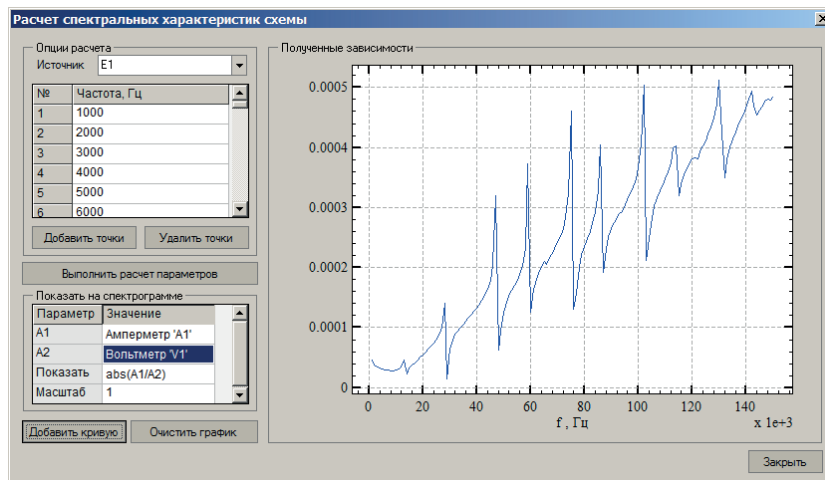 Расчет спектральных характеристик схемы
Опции расчета
Источник E1
№ Частота, Гц
1 1000
2 2000
3 3000
4 4000
5 5000
6 6000
Добавить точки Удалить точки
Выполнить расчет параметров
Показать на спектрограмме
Параметр Значение
A1 Амперметр 'A1'
A2 Вольтметр 'V1'
Показать abs(A1/A2)
Масштаб 1
Добавить кривую Очистить график
Полученные зависимости
0.0005
0.0004
0.0003
0.0002
0.0001
0
0 20 40 60 80 100 120 140
f , Гц x 1e+3
Закрыть